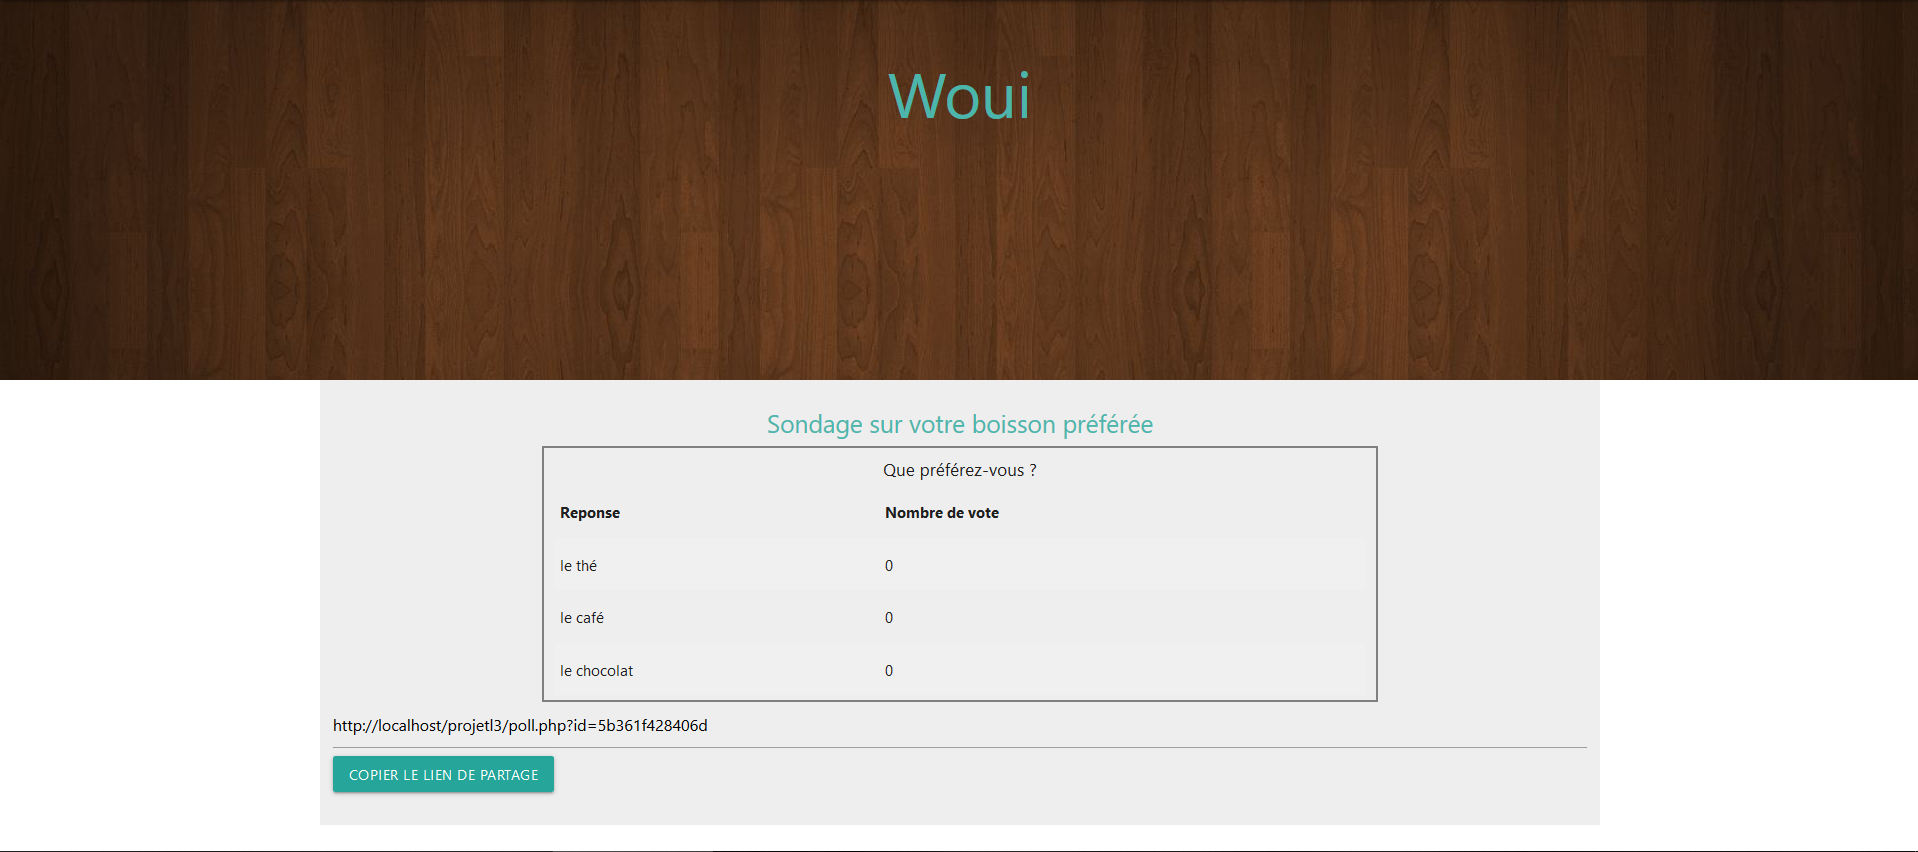 Woui
Sondage sur votre boisson préférée
Que préférez-vous ?
Reponse Nombre de vote
le thé 0
le café 0
le chocolat 0
http://localhost/projetl3/poll.php?id=5b361f428406d
COPIER LE LIEN DE PARTAGE